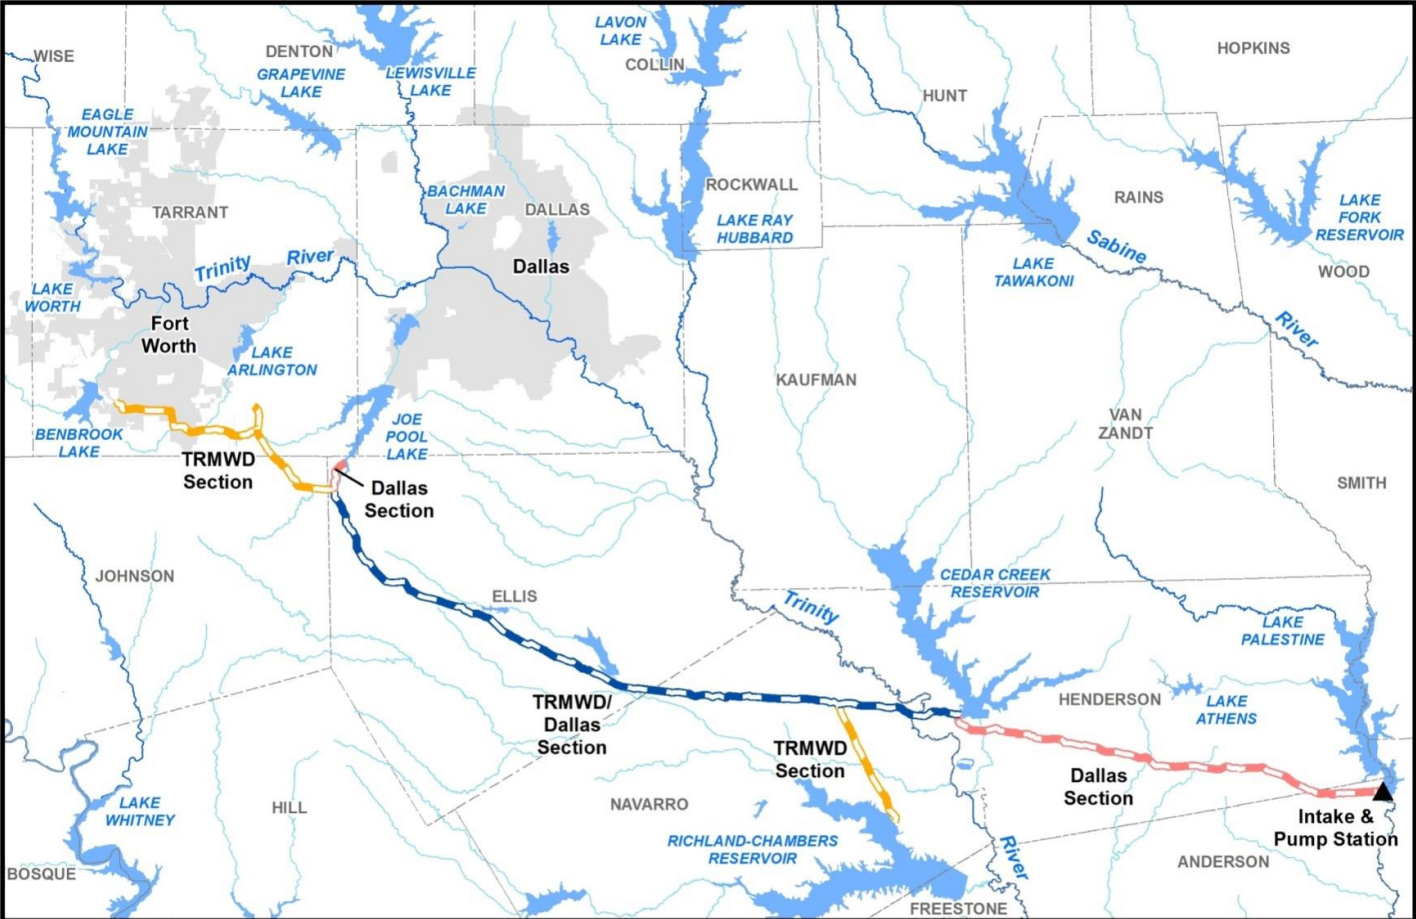 WISE
DENTON
GRAPEVINE
LAKE
LEWISVILLE
LAKE
LAVON
LAKE
COLLIN
HOPKINS
HUNT
EAGLE
MOUNTAIN
LAKE
TARRANT
BACHMAN
LAKE
DALLAS
ROCKWALL
LAKE RAY
HUBBARD
RAINS
LAKE
FORK
RESERVOIR
WOOD
Trinity River
Dallas
LAKE
TAWAKONI
Sabine
River
LAKE
WORTH
Fort
Worth
LAKE
ARLINGTON
KAUFMAN
VAN
ZANDT
BENBROOK
LAKE
JOE
POOL
LAKE
TRMWD
Section
Dallas
Section
SMITH
JOHNSON
ELLIS
Trinity
CEDAR CREEK
RESERVOIR
LAKE
PALESTINE
TRMWD/
Dallas
Section
HENDERSON
LAKE
ATHENS
TRMWD
Section
Dallas
Section
LAKE
WHITNEY
HILL
NAVARRO
RICHLAND-CHAMBERS
RESERVOIR
River
Intake &
Pump Station
ANDERSON
BOSQUE
FREESTONE